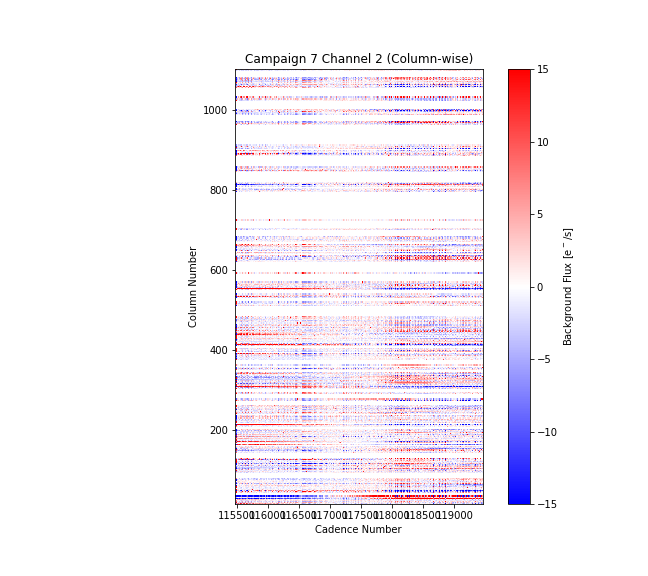 Campaign 7 Channel 2 (Column-wise)
1000
800
600
400
200
Column Number
115500 116000 116500 117000 117500 118000 118500 119000
Cadence Number
15
10
5
0
−5
−10
−15
Background Flux [e⁻/s]